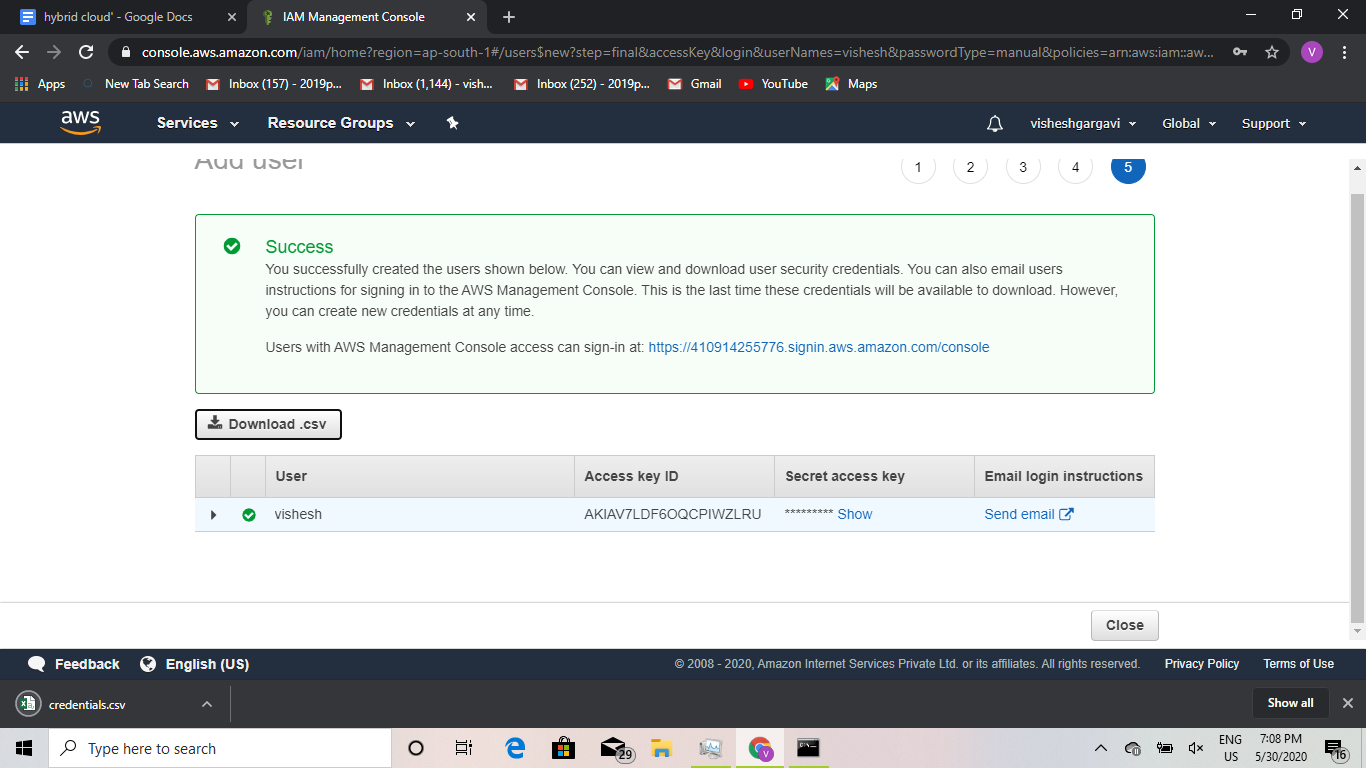 hybrid cloud' - Google Docs
IAM Management Console
console.aws.amazon.com/iam/home?region=ap-south-1#/users$new?step=final&accessKey&login&userNames=vishesh&passwordType=manual&policies=arn:aws:iam::aw...
V
Apps
New Tab Search
Inbox (157) - 2019p...
Inbox (1,144) - vish...
Inbox (252) - 2019p...
Gmail
YouTube
Maps
aws
Services
Resource Groups
visheshgargavi
Global
Support
Add user
1
2
3
4
5
Success
You successfully created the users shown below. You can view and download user security credentials. You can also email users
instructions for signing in to the AWS Management Console. This is the last time these credentials will be available to download. However,
you can create new credentials at any time.
Users with AWS Management Console access can sign-in at: https://410914255776.signin.aws.amazon.com/console
Download .csv
User
Access key ID
Secret access key
Email login instructions
vishesh
AKIAV7LDF6OQCPIWZLRU
********* Show
Send email
Close
Feedback
English (US)
© 2008 - 2020, Amazon Internet Services Private Ltd. or its affiliates. All rights reserved.
Privacy Policy
Terms of Use
credentials.csv
Show all
Type here to search
29
V
ENG
US
7:08 PM
5/30/2020
16